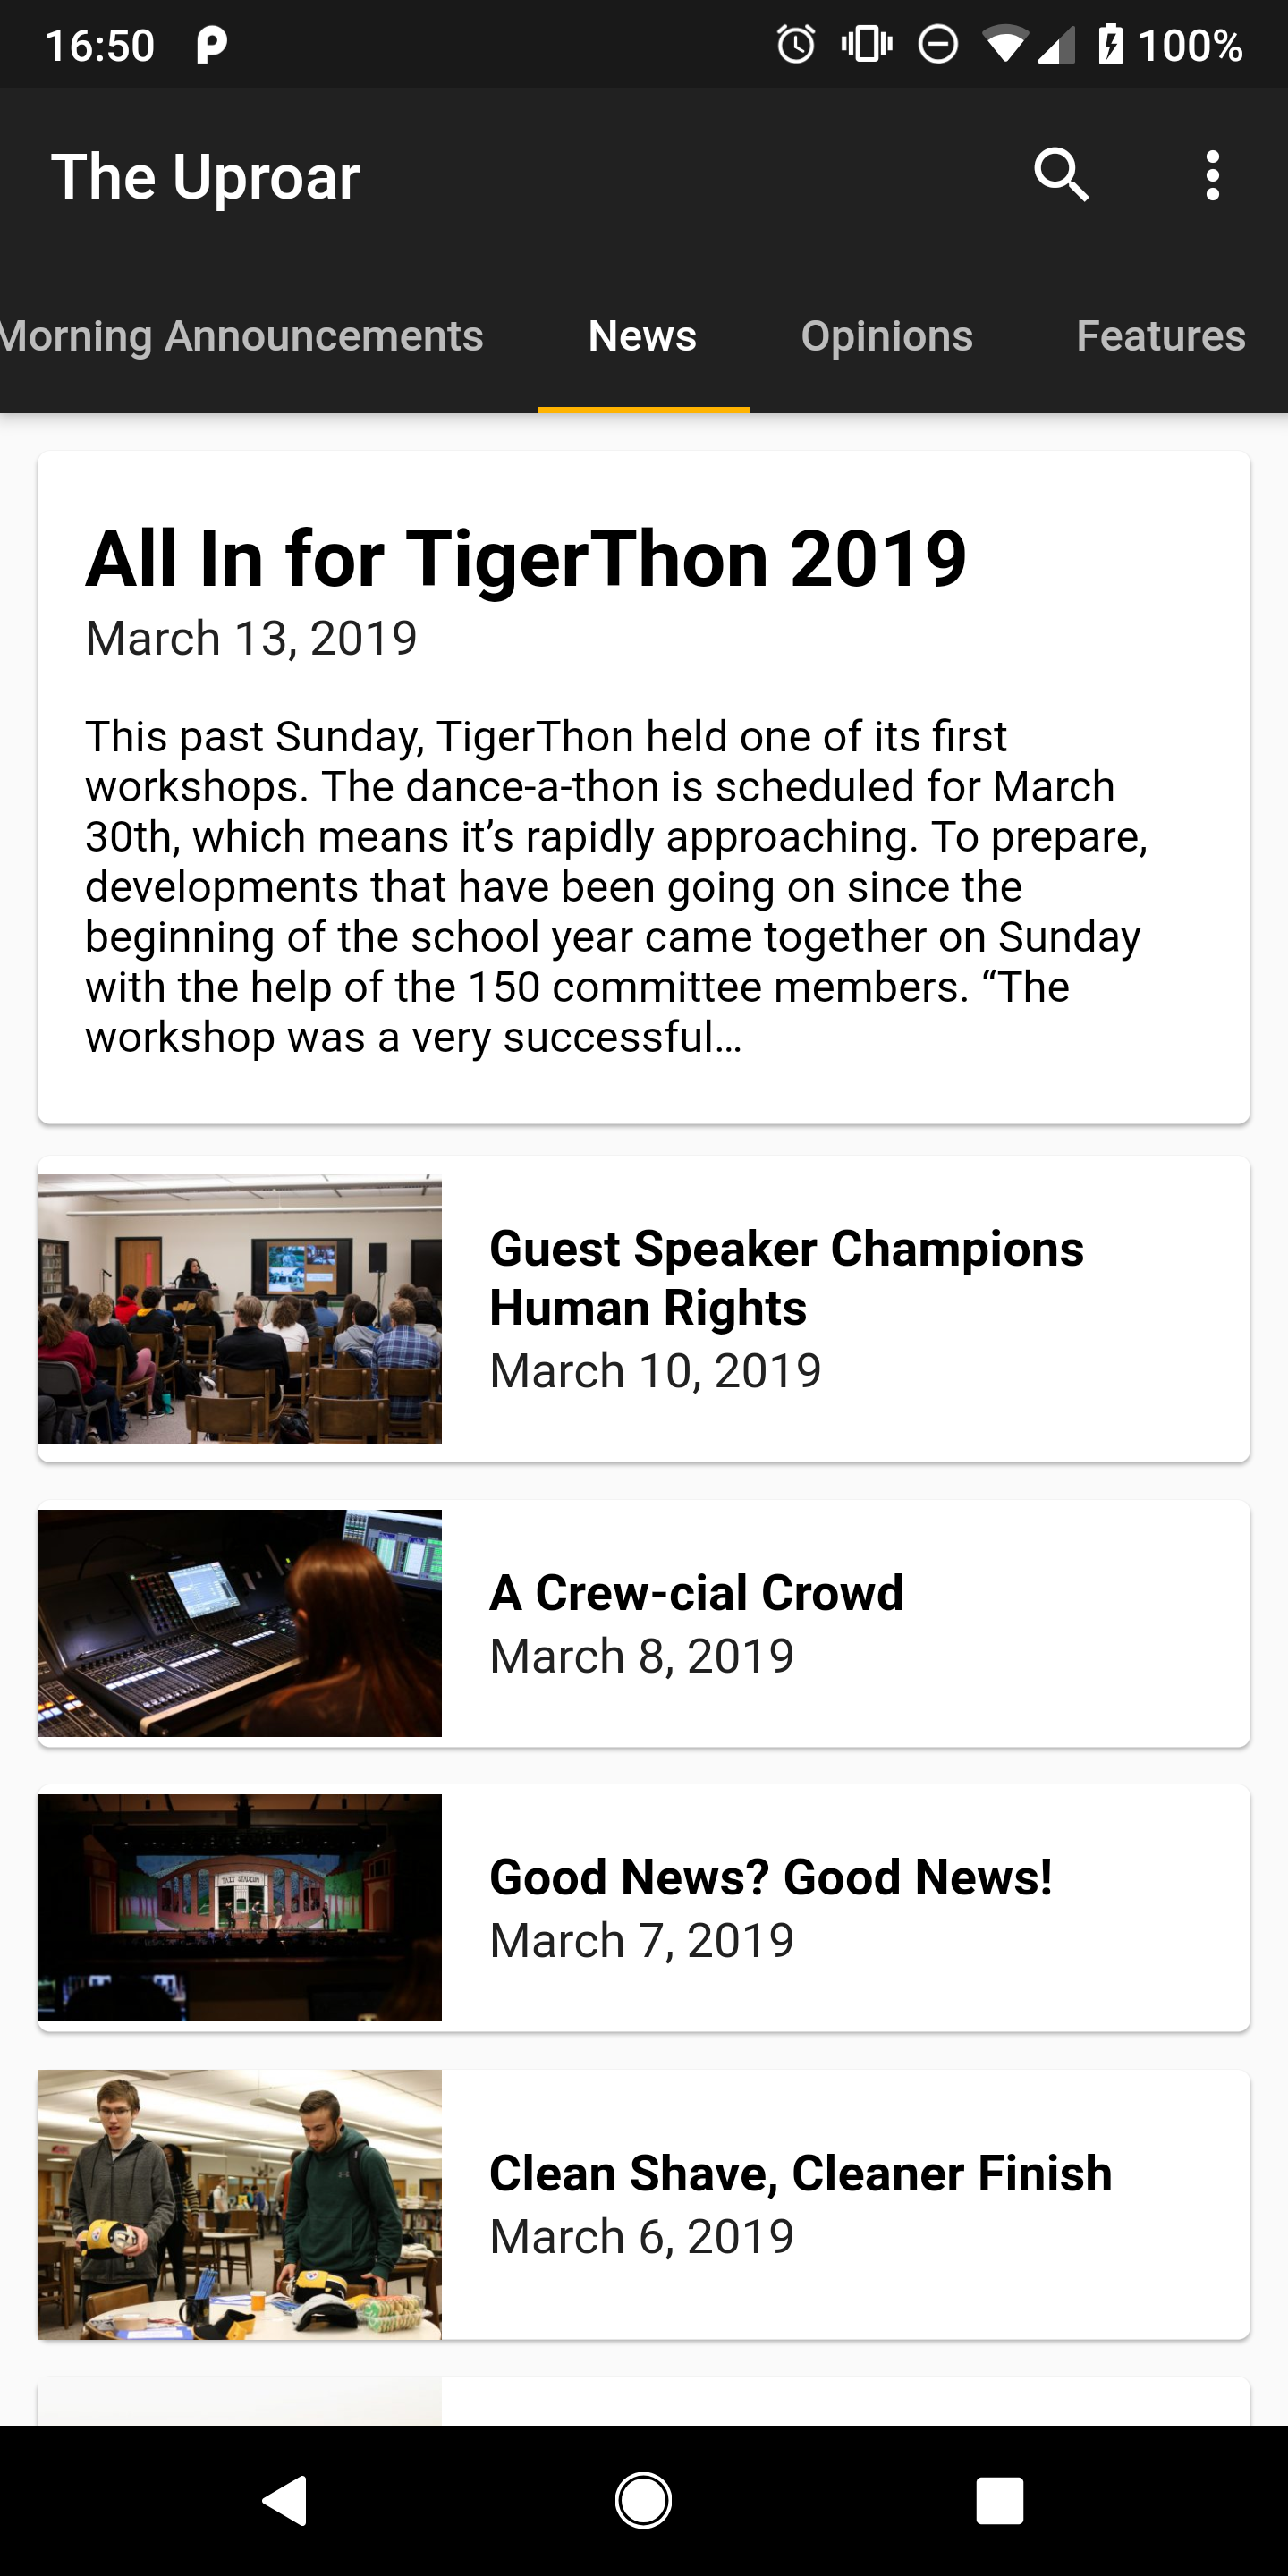 16:50
100%
The Uproar
Morning Announcements
News
Opinions
Features
All In for TigerThon 2019
March 13, 2019
This past Sunday, TigerThon held one of its first
workshops. The dance-a-thon is scheduled for March
30th, which means it’s rapidly approaching. To prepare,
developments that have been going on since the
beginning of the school year came together on Sunday
with the help of the 150 committee members. “The
workshop was a very successful…
Guest Speaker Champions
Human Rights
March 10, 2019
A Crew-cial Crowd
March 8, 2019
TAIT STADIUM
Good News? Good News!
March 7, 2019
Clean Shave, Cleaner Finish
March 6, 2019